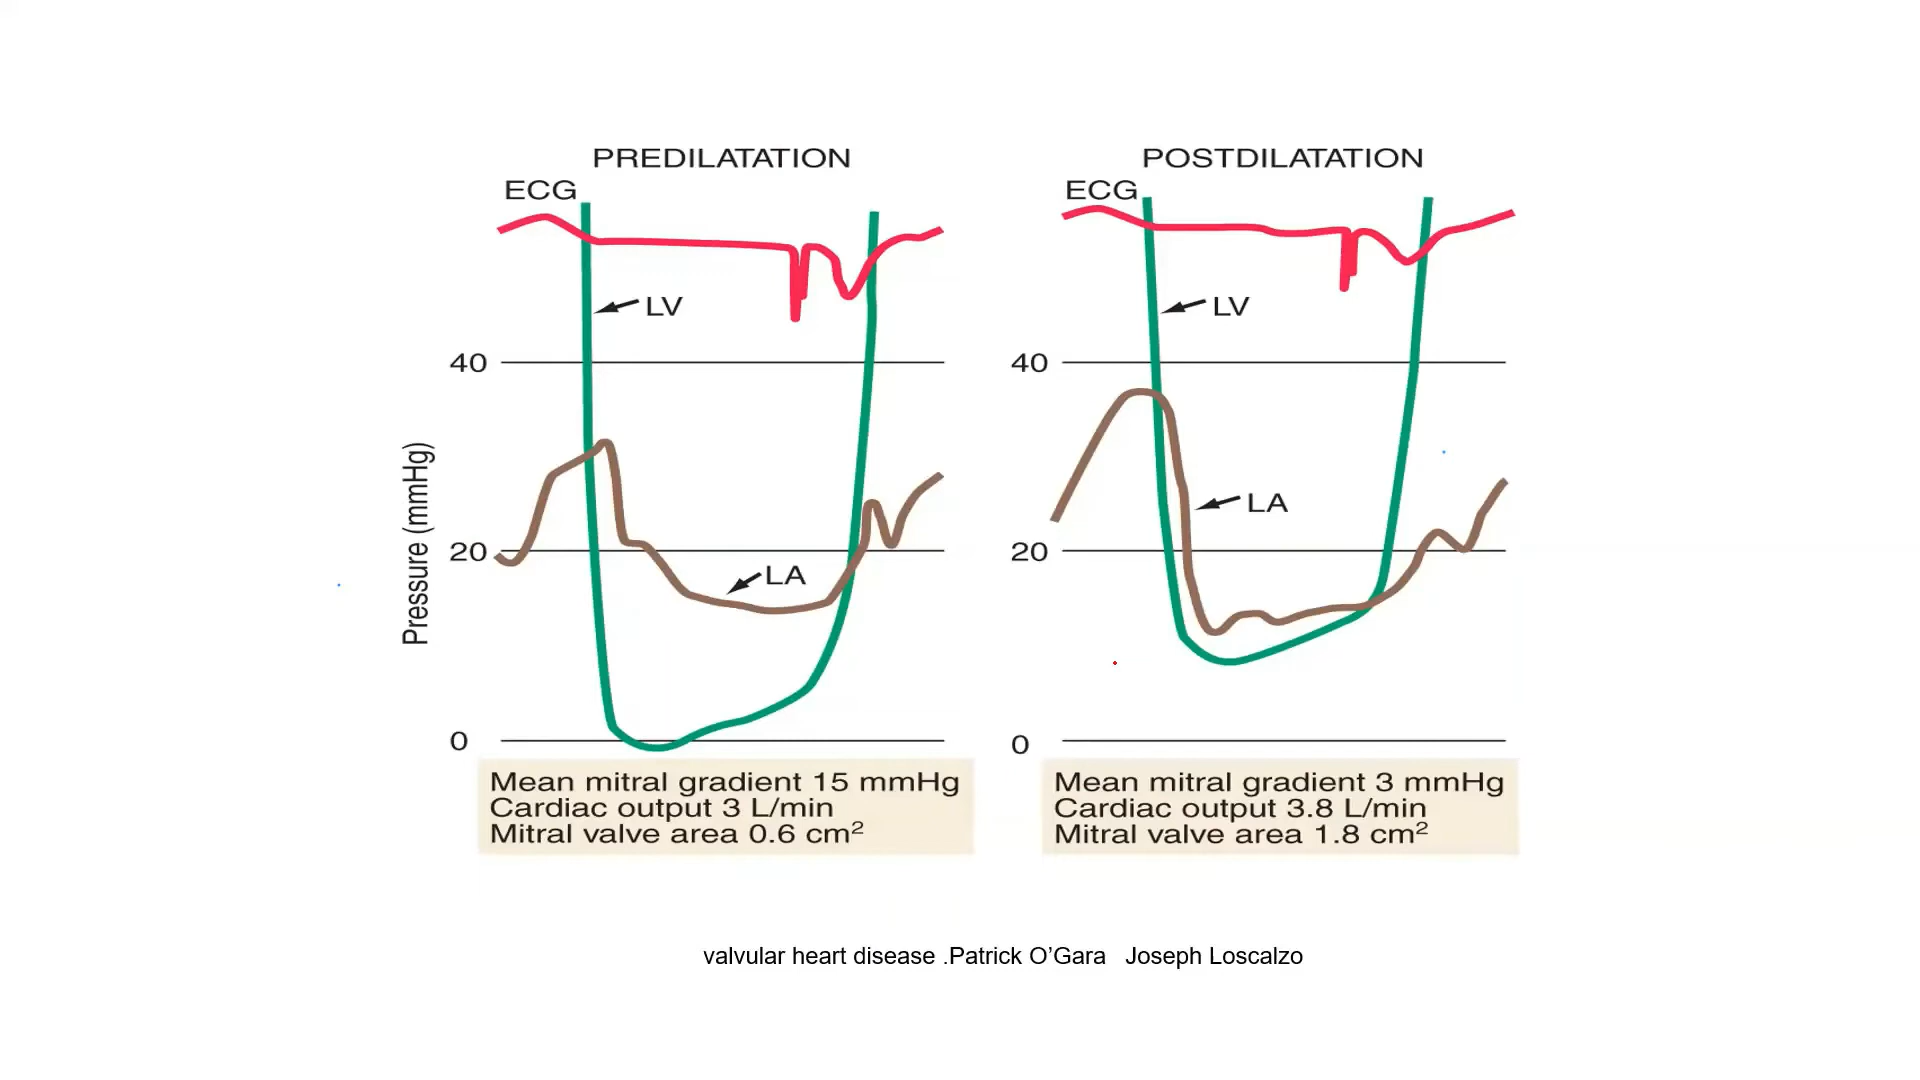 PREDILATATION
ECG
LV
40
20
LA
0
Pressure (mmHg)
Mean mitral gradient 15 mmHg
Cardiac output 3 L/min
Mitral valve area 0.6 cm²
POSTDILATATION
ECG
LV
40
LA
20
0
Mean mitral gradient 3 mmHg
Cardiac output 3.8 L/min
Mitral valve area 1.8 cm²
valvular heart disease .Patrick O’Gara   Joseph Loscalzo